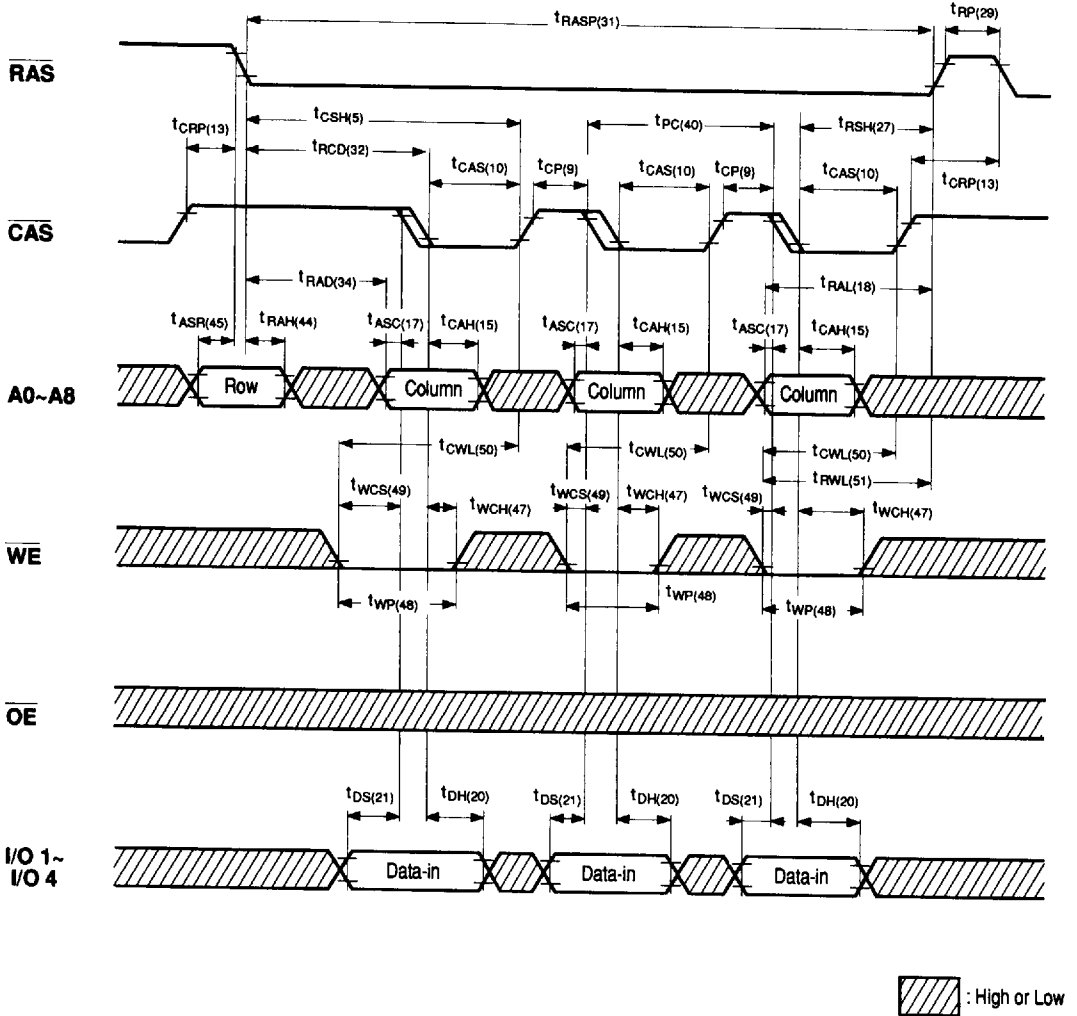 tRASP(31)
tRP(29)
RAS
tCSH(5)
tPC(40)
tRSH(27)
tCRP(13)
tRCD(32)
tCAS(10)
tCP(9)
tCAS(10)
tCP(9)
tCAS(10)
tCRP(13)
CAS
tRAD(34)
tRAL(18)
tASR(45)
tRAH(44)
tASC(17)
tCAH(15)
tASC(17)
tCAH(15)
tASC(17)
tCAH(15)
A0~A8
Row
Column
Column
Column
tCWL(50)
tCWL(50)
tCWL(50)
tRWL(51)
tWCS(49)
tWCH(47)
tWCS(49)
tWCH(47)
tWCS(49)
tWCH(47)
WE
tWP(48)
tWP(48)
tWP(48)
OE
tDS(21)
tDH(20)
tDS(21)
tDH(20)
tDS(21)
tDH(20)
I/O 1~
I/O 4
Data-in
Data-in
Data-in
: High or Low